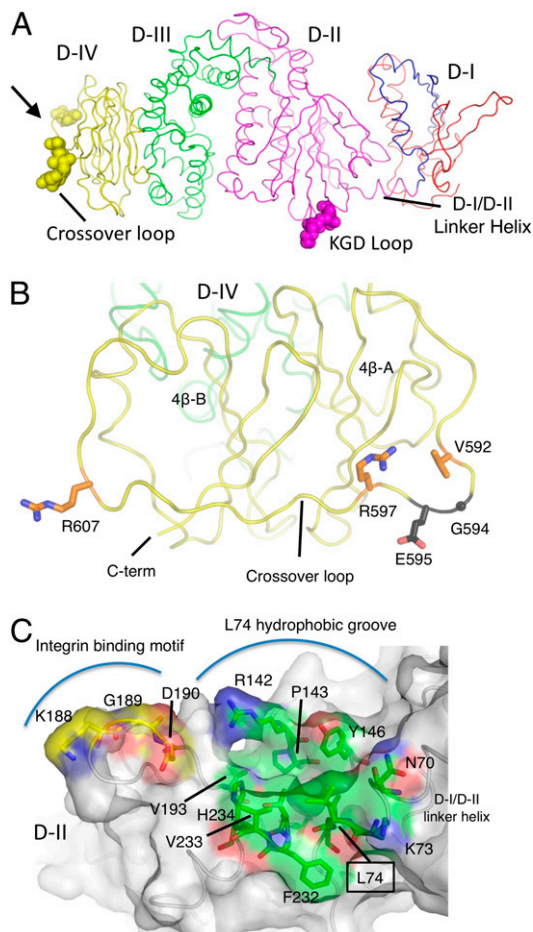 A
D-IV
D-III
D-II
D-I
Crossover loop
KGD Loop
D-I/D-II
Linker Helix
B
D-IV
4β-B
4β-A
V592
R607
R597
G594
E595
C-term
Crossover loop
C
L74 hydrophobic groove
Integrin binding motif
R142
P143
D190
G189
K188
Y146
N70
D-I/D-II
linker helix
V193
H234
D-II
V233
K73
L74
F232